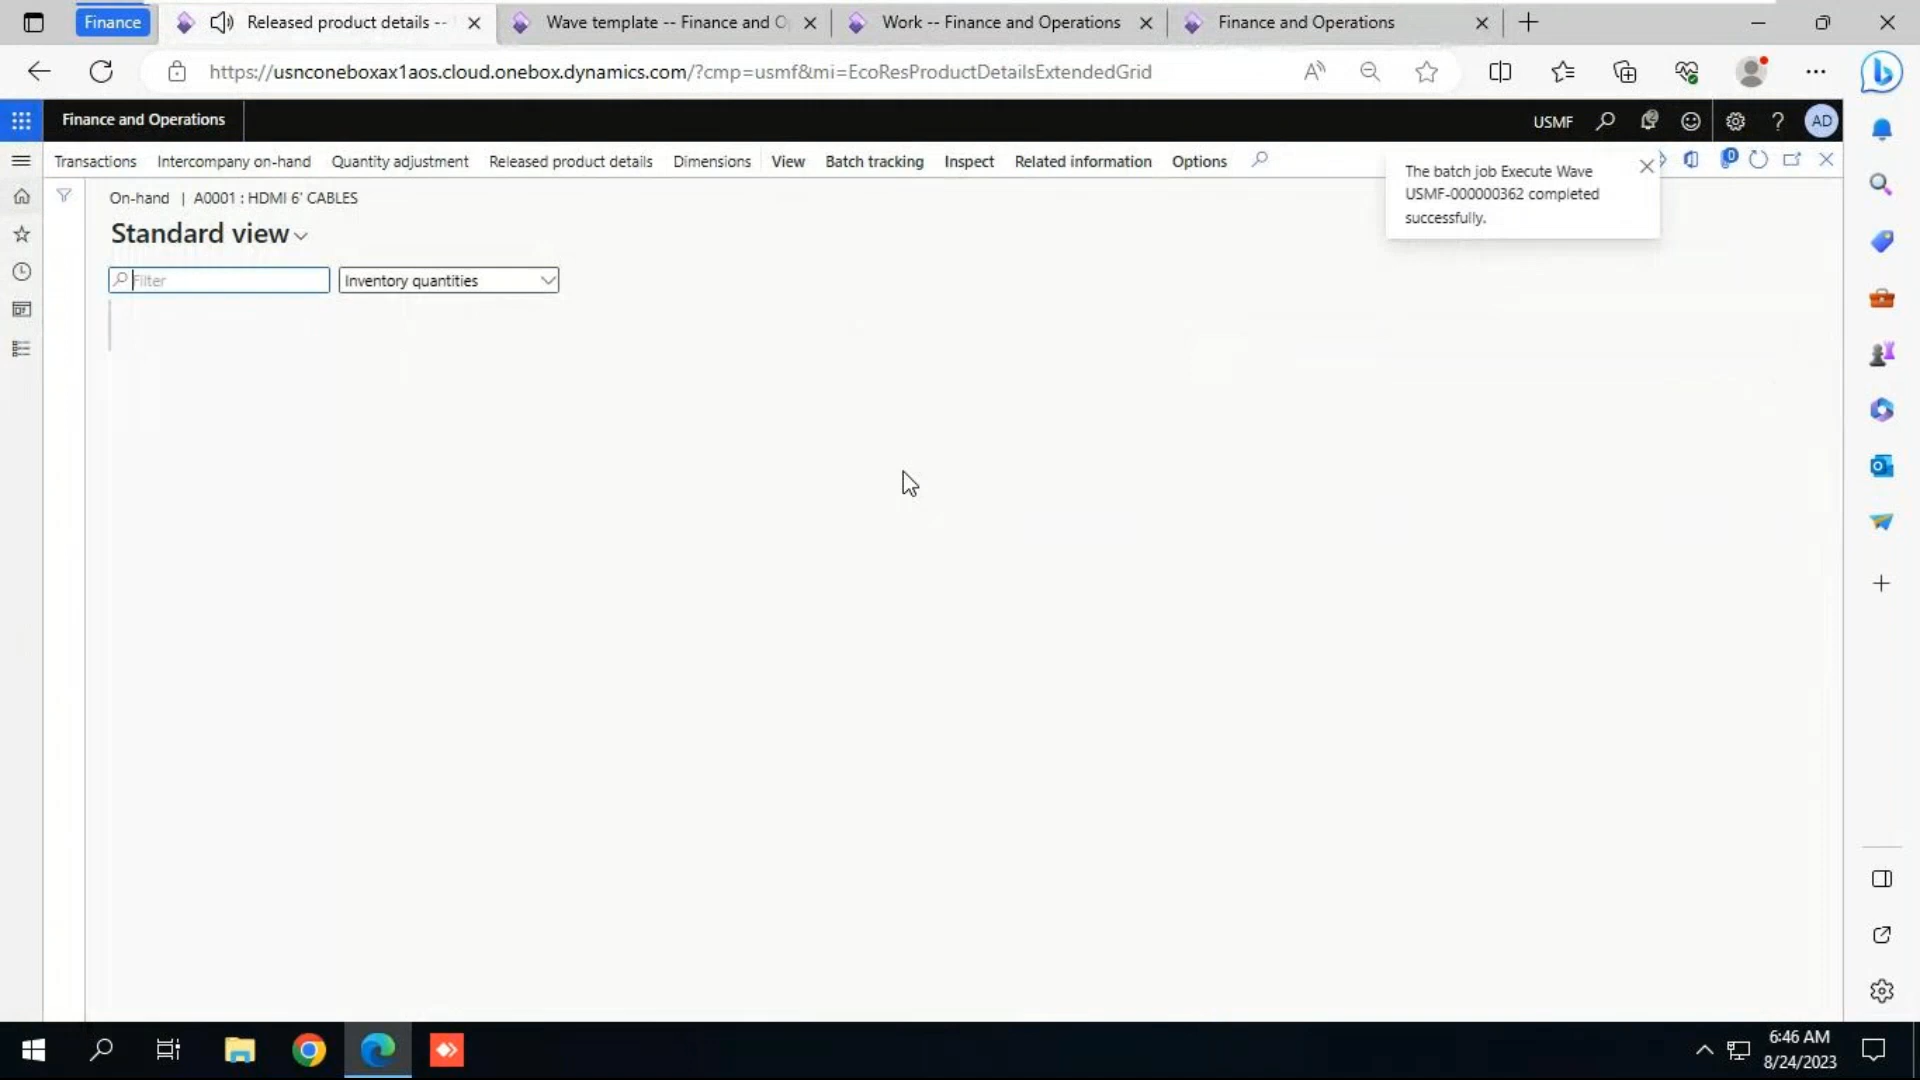 Finance
Released product details --
Wave template -- Finance and O
Work -- Finance and Operations
Finance and Operations
https://usnconeboxax1aos.cloud.onebox.dynamics.com/?cmp=usmf&mi=EcoResProductDetailsExtendedGrid
Finance and Operations
USMF
AD
Transactions
Intercompany on-hand
Quantity adjustment
Released product details
Dimensions
View
Batch tracking
Inspect
Related information
Options
0
The batch job Execute Wave
USMF-000000362 completed
successfully.
On-hand | A0001 : HDMI 6' CABLES
Standard view
Filter
Inventory quantities
6:46 AM
8/24/2023